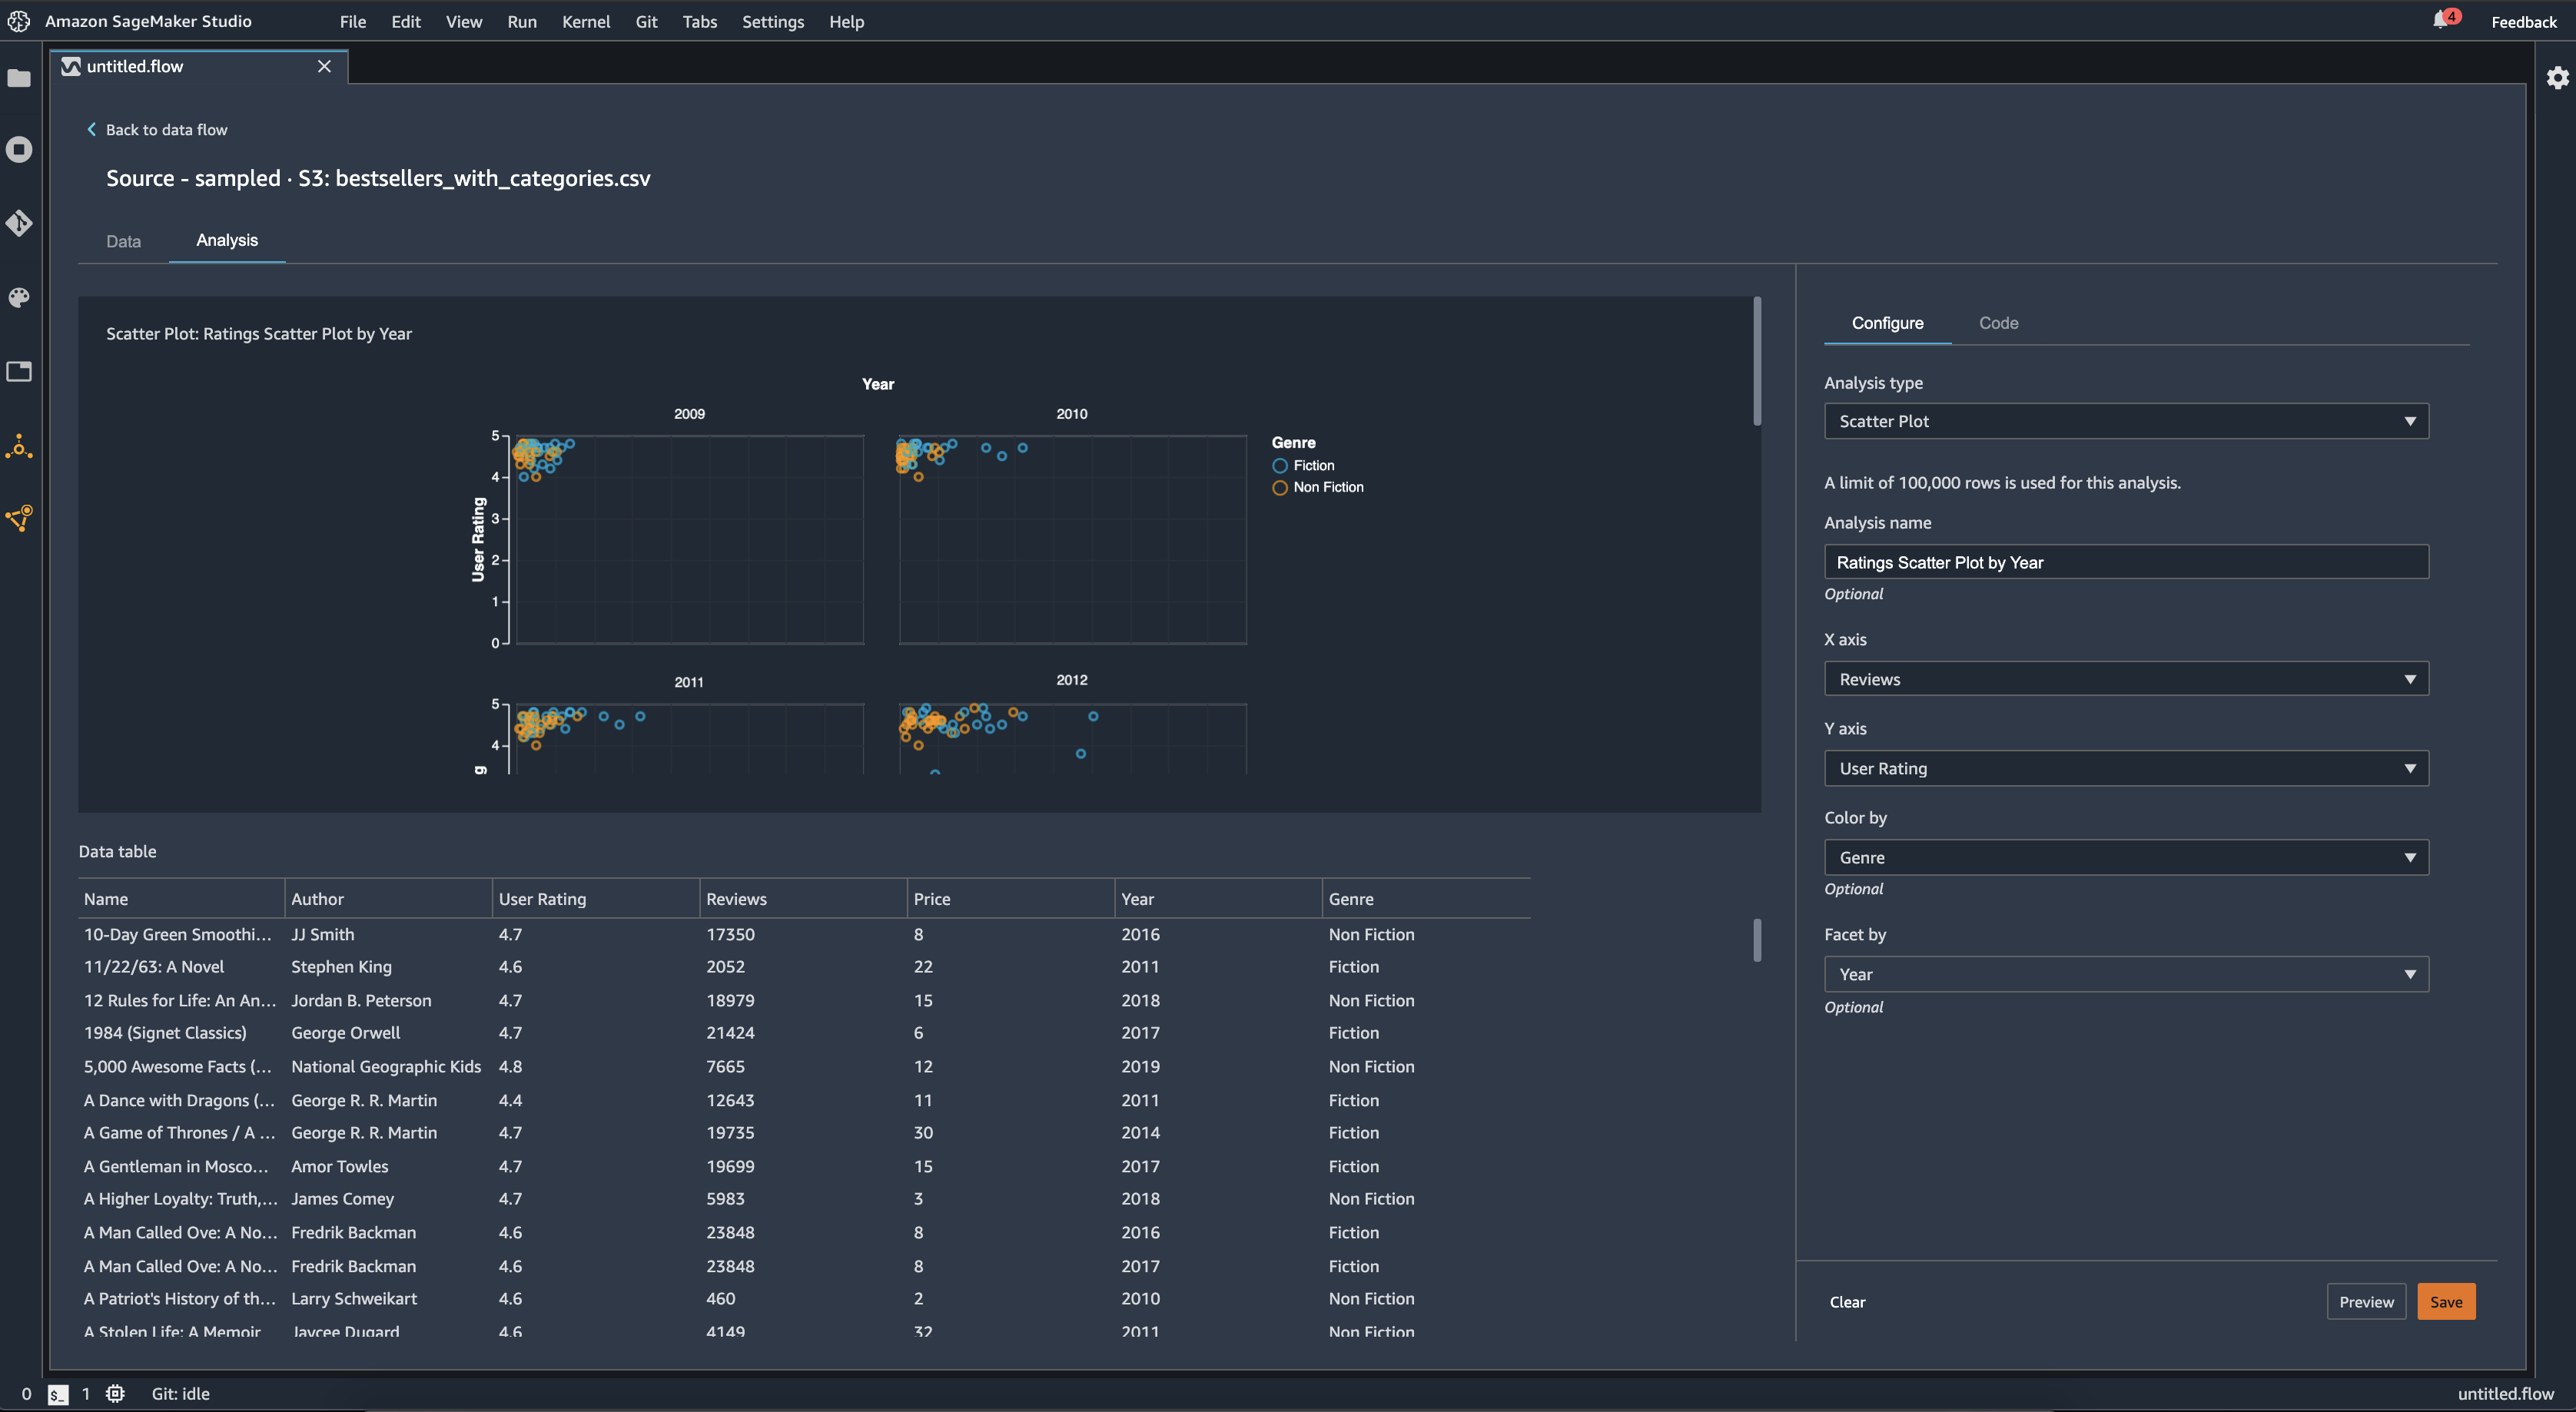 Amazon SageMaker Studio File Edit View Run Kernel Git Tabs Settings Help 4 Feedback
untitled.flow
Back to data flow
Source - sampled · S3: bestsellers_with_categories.csv
Data Analysis
Scatter Plot: Ratings Scatter Plot by Year
Year
2009 2010
5
4
3
2
1
0
User Rating
Genre
Fiction
Non Fiction
2011 2012
5
4
g
Data table
Name Author User Rating Reviews Price Year Genre
10-Day Green Smoothi... JJ Smith 4.7 17350 8 2016 Non Fiction
11/22/63: A Novel Stephen King 4.6 2052 22 2011 Fiction
12 Rules for Life: An An... Jordan B. Peterson 4.7 18979 15 2018 Non Fiction
1984 (Signet Classics) George Orwell 4.7 21424 6 2017 Fiction
5,000 Awesome Facts (... National Geographic Kids 4.8 7665 12 2019 Non Fiction
A Dance with Dragons (... George R. R. Martin 4.4 12643 11 2011 Fiction
A Game of Thrones / A ... George R. R. Martin 4.7 19735 30 2014 Fiction
A Gentleman in Mosco... Amor Towles 4.7 19699 15 2017 Fiction
A Higher Loyalty: Truth,... James Comey 4.7 5983 3 2018 Non Fiction
A Man Called Ove: A No... Fredrik Backman 4.6 23848 8 2016 Fiction
A Man Called Ove: A No... Fredrik Backman 4.6 23848 8 2017 Fiction
A Patriot's History of th... Larry Schweikart 4.6 460 2 2010 Non Fiction
A Stolen Life: A Memoir Jaycee Dugard 4.6 4149 32 2011 Non Fiction
Configure Code
Analysis type
Scatter Plot
A limit of 100,000 rows is used for this analysis.
Analysis name
Ratings Scatter Plot by Year
Optional
X axis
Reviews
Y axis
User Rating
Color by
Genre
Optional
Facet by
Year
Optional
Clear Preview Save
0 $_ 1 Git: idle untitled.flow